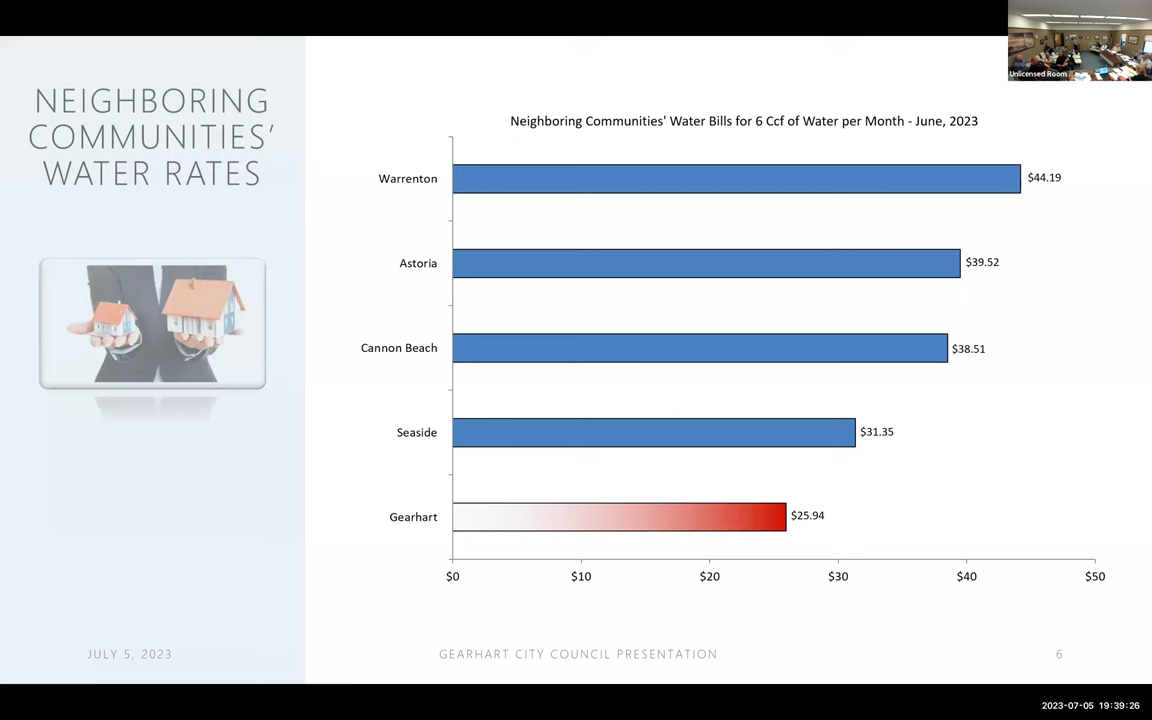 NEIGHBORING
COMMUNITIES'
WATER RATES
Neighboring Communities' Water Bills for 6 Ccf of Water per Month - June, 2023
Warrenton
$44.19
Astoria
$39.52
Cannon Beach
$38.51
Seaside
$31.35
Gearhart
$25.94
$0 $10 $20 $30 $40 $50
JULY 5, 2023
GEARHART CITY COUNCIL PRESENTATION
6
Unlicensed Room
2023-07-05 19:39:26